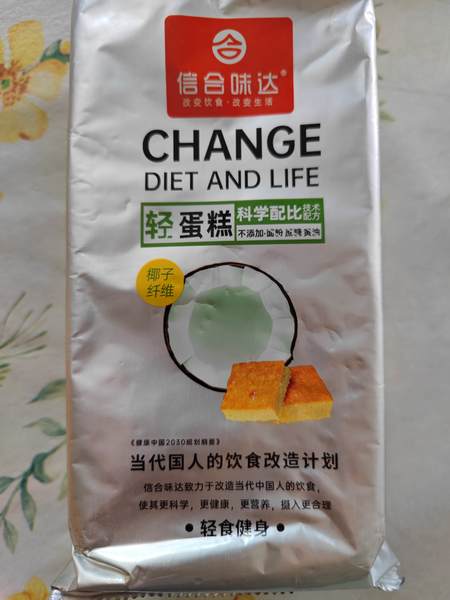 信合味达®
改变饮食·改变生活
CHANGE
DIET AND LIFE
轻蛋糕
科学配比技术配方
不添加·
椰子
纤维
《健康中国2030规划纲要》
当代国人的饮食改造计划
信合味达致力于改造当代中国人的饮食,
使其更科学,更健康,更营养,摄入更合理
·轻食健身·